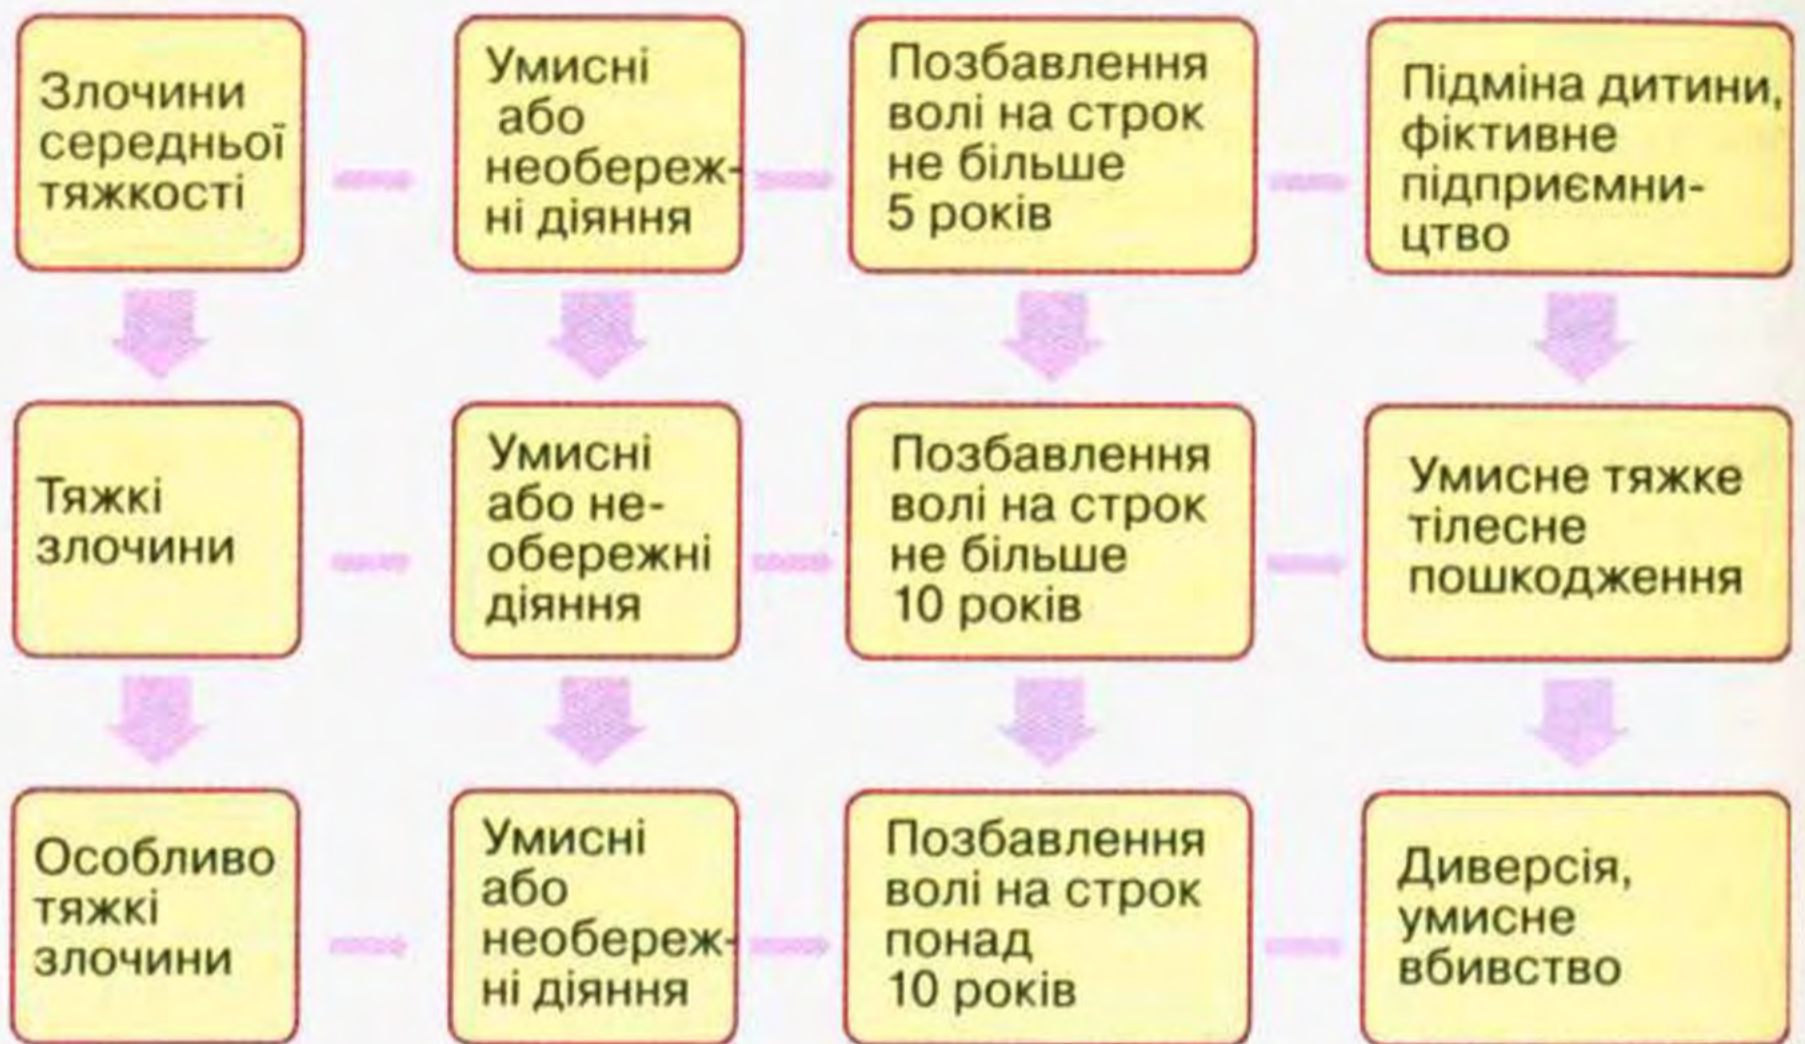 Злочини
середньої
тяжкості
Умисні
або
необереж-
ні діяння
Позбавлення
волі на строк
не більше
5 років
Підміна дитини,
фіктивне
підприємни-
цтво
Тяжкі
злочини
Умисні
або не-
обережні
діяння
Позбавлення
волі на строк
не більше
10 років
Умисне тяжке
тілесне
пошкодження
Особливо
тяжкі
злочини
Умисні
або
необереж-
ні діяння
Позбавлення
волі на строк
понад
10 років
Диверсія,
умисне
вбивство